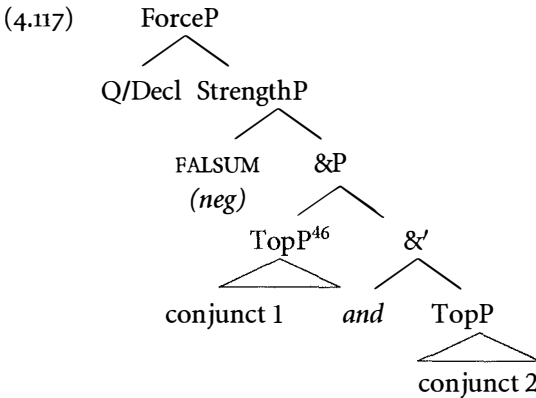 (4.117) ForceP
Q/Decl StrengthP
FALSUM &P
(neg)
TopP46 &′
conjunct 1 and TopP
conjunct 2